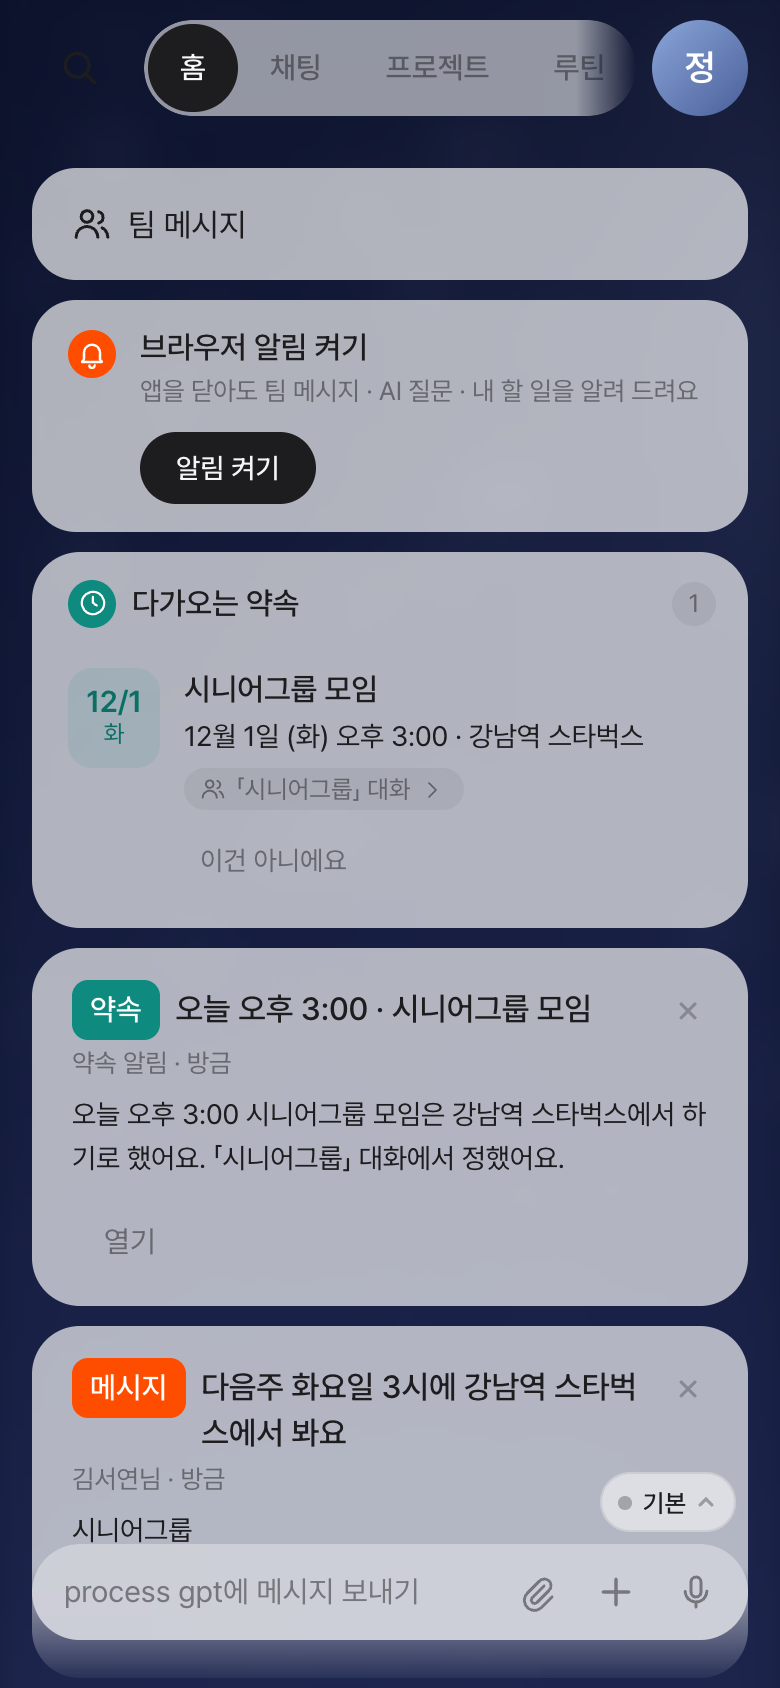 홈 채팅 프로젝트 루틴 정
팀 메시지
브라우저 알림 켜기
앱을 닫아도 팀 메시지 · AI 질문 · 내 할 일을 알려 드려요
알림 켜기
다가오는 약속 1
12/1
화
시니어그룹 모임
12월 1일 (화) 오후 3:00 · 강남역 스타벅스
「시니어그룹」 대화
이건 아니에요
약속 오늘 오후 3:00 · 시니어그룹 모임
약속 알림 · 방금
오늘 오후 3:00 시니어그룹 모임은 강남역 스타벅스에서 하
기로 했어요. 「시니어그룹」 대화에서 정했어요.
열기
메시지 다음주 화요일 3시에 강남역 스타벅
스에서 봐요
김서연님 · 방금
기본
시니어그룹
process gpt에 메시지 보내기